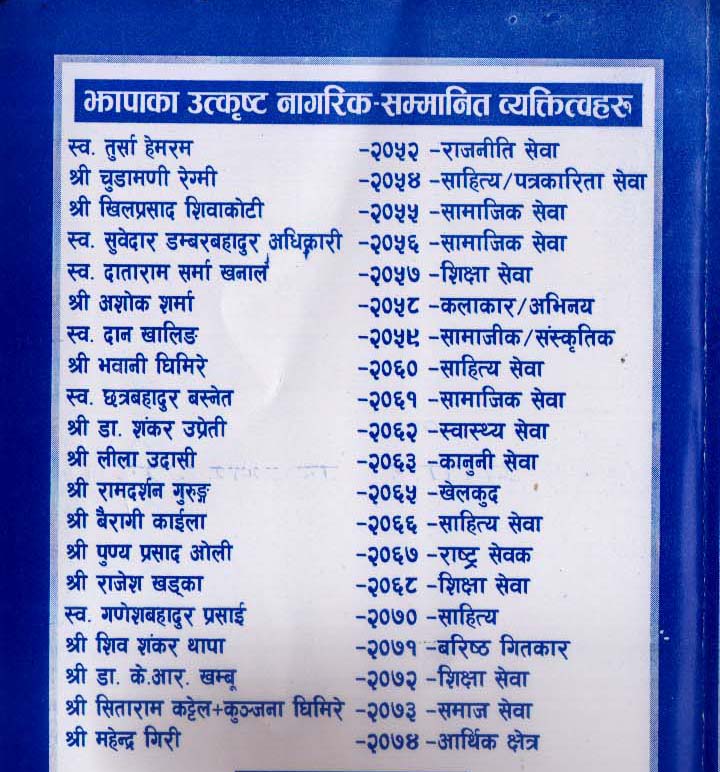 झापाका उत्कृष्ट नागरिक-सम्मानित व्यक्तित्वहरू
स्व. तुर्सा हेमरम -२०५२ -राजनीति सेवा
श्री चुडामणी रेग्मी -२०५४ -साहित्य/पत्रकारिता सेवा
श्री खिलप्रसाद शिवाकोटी -२०५५ -सामाजिक सेवा
स्व. सुवेदार डम्बरबहादुर अधिकारी -२०५६ -सामाजिक सेवा
स्व. दाताराम सर्मा खनाल -२०५७ -शिक्षा सेवा
श्री अशोक शर्मा -२०५८ -कलाकार/अभिनय
स्व. दान खालिङ -२०५९ -सामाजीक/संस्कृतिक
श्री भवानी घिमिरे -२०६० -साहित्य सेवा
स्व. छत्रबहादुर बस्नेत -२०६१ -सामाजिक सेवा
श्री डा. शंकर उप्रेती -२०६२ -स्वास्थ्य सेवा
श्री लीला उदासी -२०६३ -कानुनी सेवा
श्री रामदर्शन गुरुङ्ग -२०६५ -खेलकुद
श्री बैरागी काईला -२०६६ -साहित्य सेवा
श्री पुण्य प्रसाद ओली -२०६७ -राष्ट्र सेवक
श्री राजेश खड्का -२०६८ -शिक्षा सेवा
स्व. गणेशबहादुर प्रसाई -२०७० -साहित्य
श्री शिव शंकर थापा -२०७१ -बरिष्ठ गितकार
श्री डा. के.आर. खम्बू -२०७२ -शिक्षा सेवा
श्री सिताराम कट्टेल+कुञ्जना घिमिरे -२०७३ -समाज सेवा
श्री महेन्द्र गिरी -२०७४ -आर्थिक क्षेत्र